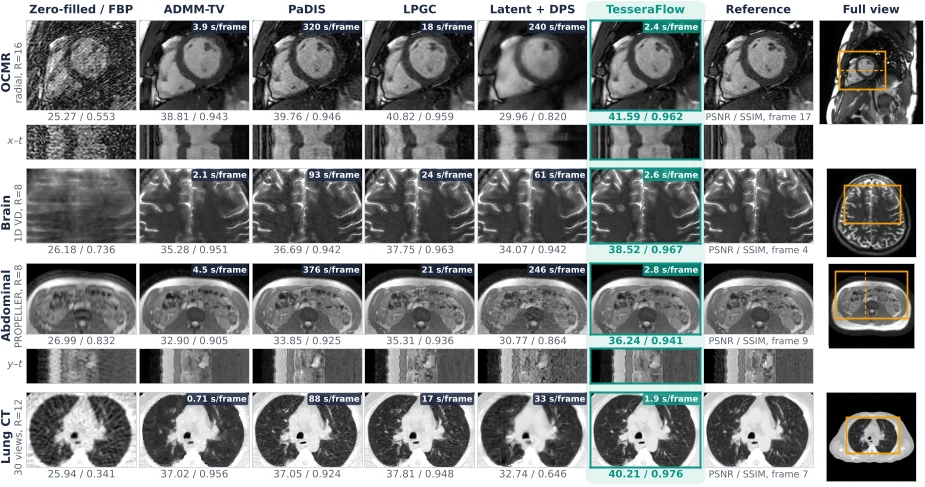 Zero-filled / FBP ADMM-TV PaDIS LPGC Latent + DPS TesseraFlow Reference Full view
OCMR
radial, R=16
3.9 s/frame 320 s/frame 18 s/frame 240 s/frame 2.4 s/frame
25.27 / 0.553 38.81 / 0.943 39.76 / 0.946 40.82 / 0.959 29.96 / 0.820 41.59 / 0.962 PSNR / SSIM, frame 17
x–t
Brain
1D VD, R=8
2.1 s/frame 93 s/frame 24 s/frame 61 s/frame 2.6 s/frame
26.18 / 0.736 35.28 / 0.951 36.69 / 0.942 37.75 / 0.963 34.07 / 0.942 38.52 / 0.967 PSNR / SSIM, frame 4
Abdominal
PROPELLER, R=8
4.5 s/frame 376 s/frame 21 s/frame 246 s/frame 2.8 s/frame
26.99 / 0.832 32.90 / 0.905 33.85 / 0.925 35.31 / 0.936 30.77 / 0.864 36.24 / 0.941 PSNR / SSIM, frame 9
y–t
Lung CT
30 views, R=12
0.71 s/frame 88 s/frame 17 s/frame 33 s/frame 1.9 s/frame
25.94 / 0.341 37.02 / 0.956 37.05 / 0.924 37.81 / 0.948 32.74 / 0.646 40.21 / 0.976 PSNR / SSIM, frame 7